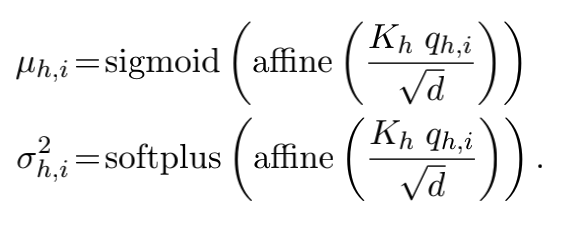 μ_{h,i} = sigmoid ( affine ( K_h q_{h,i} / √d ) )
σ²_{h,i} = softplus ( affine ( K_h q_{h,i} / √d ) ) .